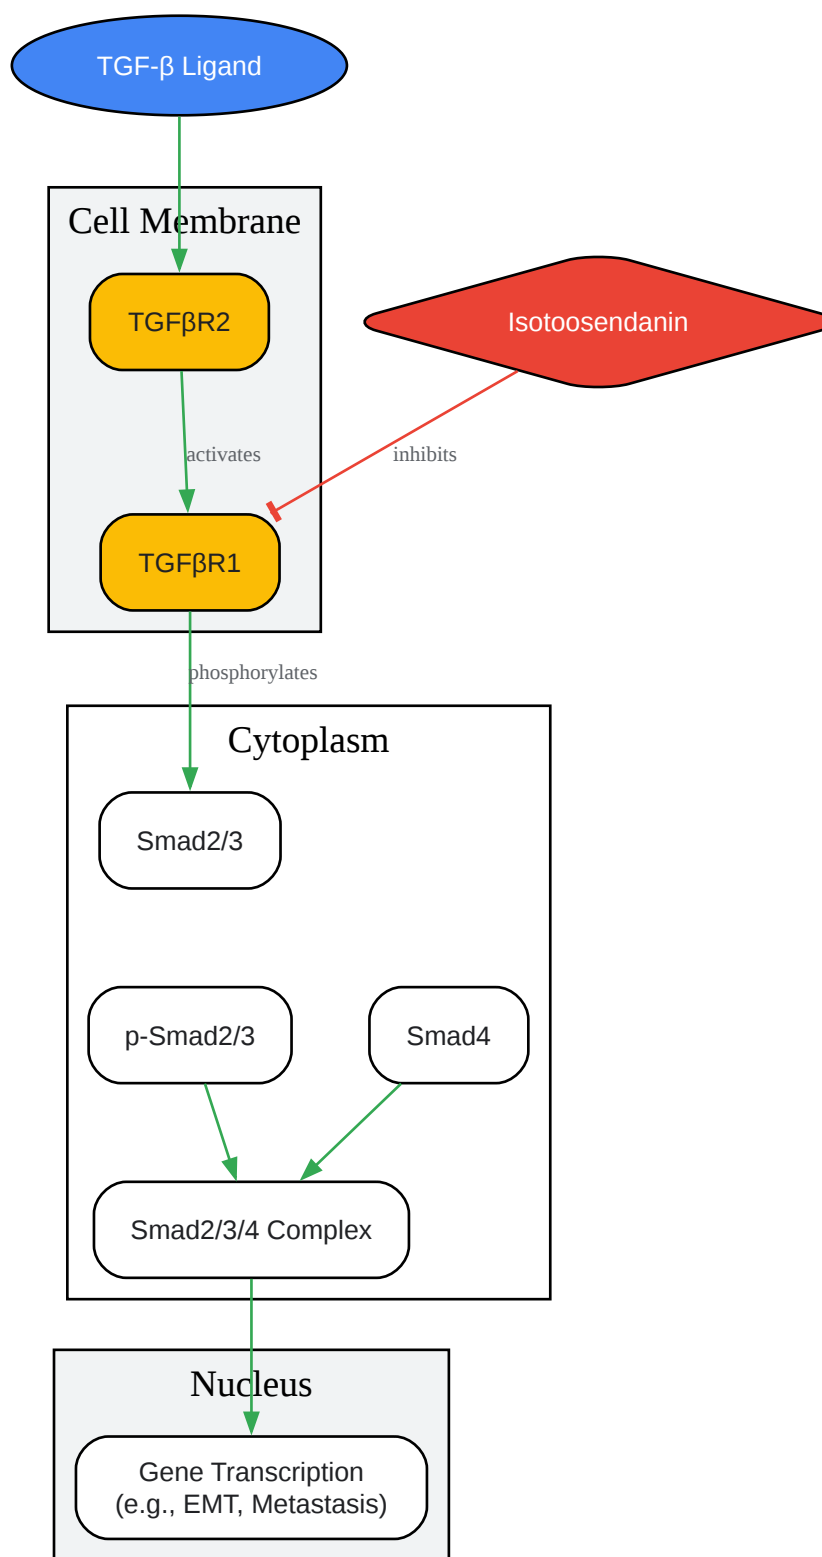 TGF-β Ligand
Cell Membrane
TGFβR2
Isotoosendanin
activates
inhibits
TGFβR1
phosphorylates
Cytoplasm
Smad2/3
p-Smad2/3
Smad4
Smad2/3/4 Complex
Nucleus
Gene Transcription
(e.g., EMT, Metastasis)